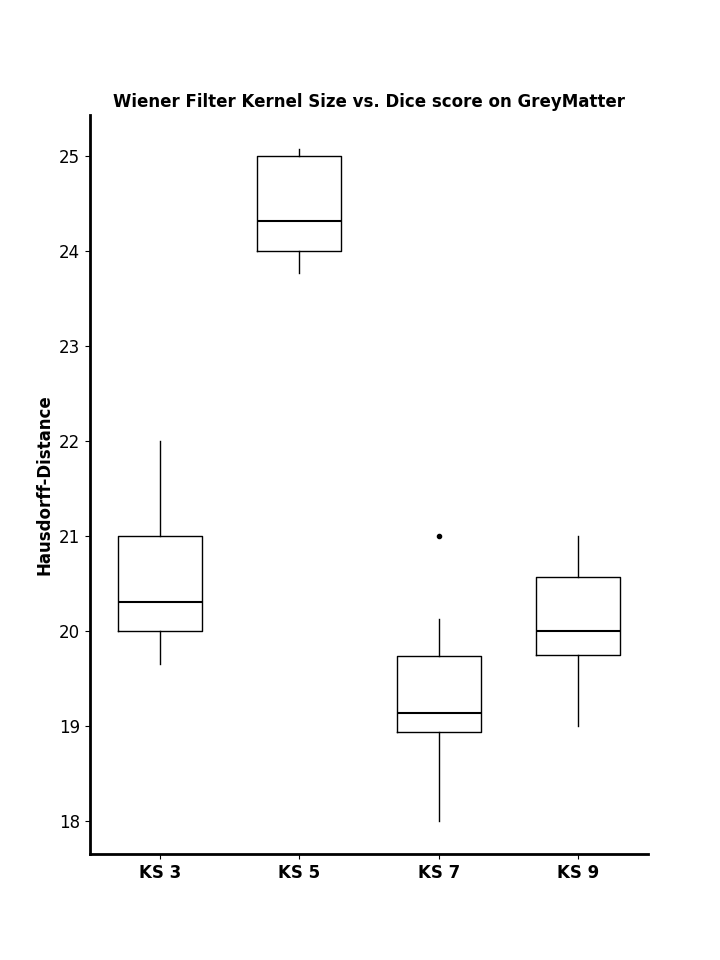 Wiener Filter Kernel Size vs. Dice score on GreyMatter
Hausdorff-Distance
25
24
23
22
21
20
19
18
KS 3
KS 5
KS 7
KS 9